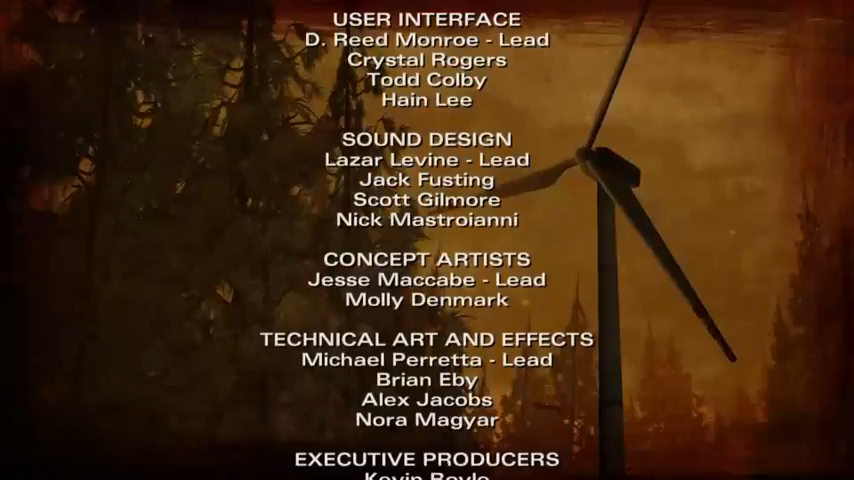 USER INTERFACE
D. Reed Monroe - Lead
Crystal Rogers
Todd Colby
Hain Lee
SOUND DESIGN
Lazar Levine - Lead
Jack Fusting
Scott Gilmore
Nick Mastroianni
CONCEPT ARTISTS
Jesse Maccabe - Lead
Molly Denmark
TECHNICAL ART AND EFFECTS
Michael Perretta - Lead
Brian Eby
Alex Jacobs
Nora Magyar
EXECUTIVE PRODUCERS
Kevin